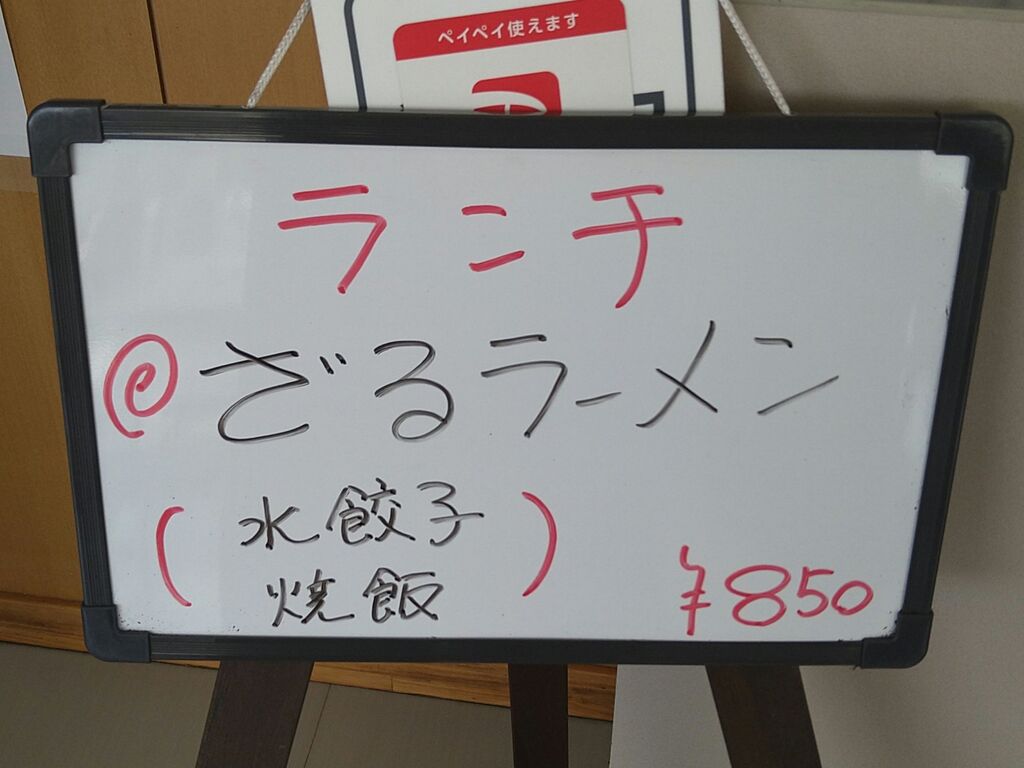 ペイペイ使えます
ランチ
@ ざるラーメン
( 水餃子
焼飯 )
¥850